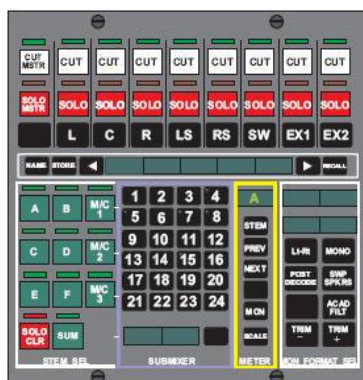 CUT MSTR CUT CUT CUT CUT CUT CUT CUT CUT
SOLO MSTR SOLO SOLO SOLO SOLO SOLO SOLO SOLO SOLO
L C R LS RS SW EX1 EX2
NAME STORE RECALL
A B M/C 1
C D M/C 2
E F M/C 3
SOLO CLR SUM
STEM SEL
1 2 3 4
5 6 7 8
9 10 11 12
13 14 15 16
17 18 19 20
21 22 23 24
SUBMIXER
A
STEM
PREV
NEXT
MON
SCALE
METER
Lt-Rt MONO
POST DECODE SWP SPKRS
ACAD FILT
TRIM − TRIM +
MON FORMAT SEL